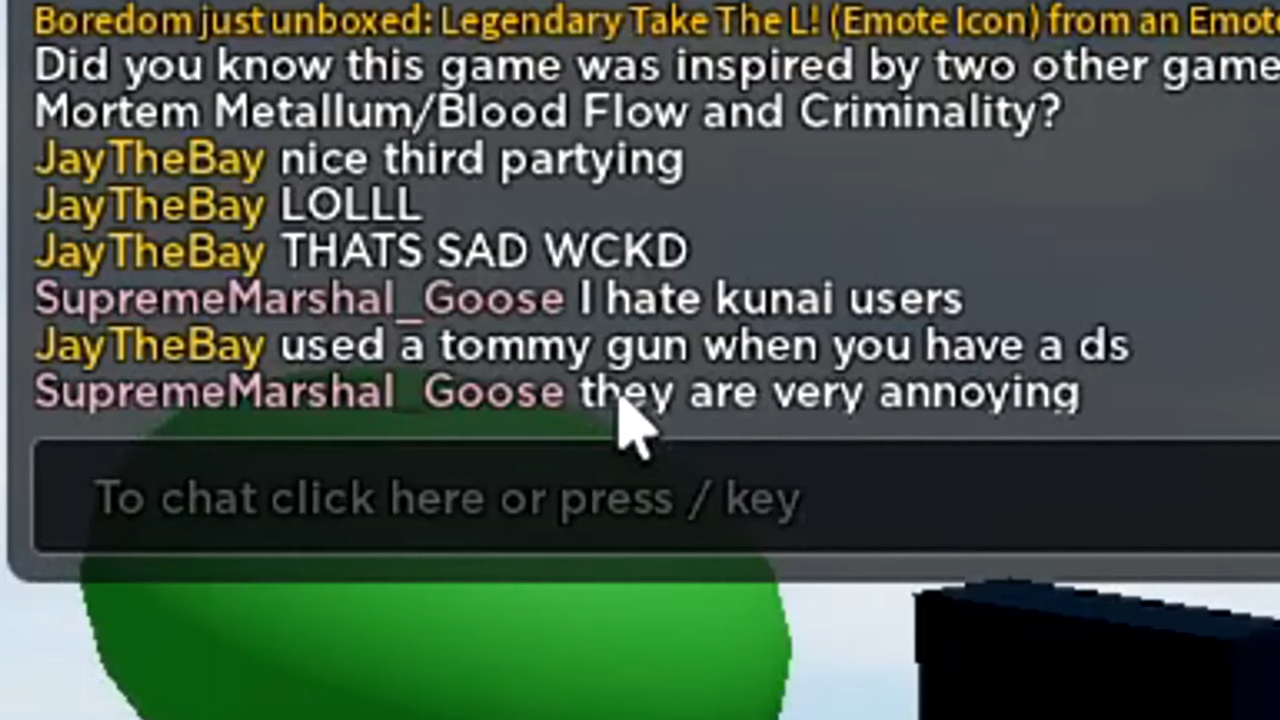 Boredom just unboxed: Legendary Take The L! (Emote Icon) from an Emot
Did you know this game was inspired by two other game
Mortem Metallum/Blood Flow and Criminality?
JayTheBay nice third partying
JayTheBay LOLLL
JayTheBay THATS SAD WCKD
SupremeMarshal_Goose I hate kunai users
JayTheBay used a tommy gun when you have a ds
SupremeMarshal_Goose they are very annoying
To chat click here or press / key